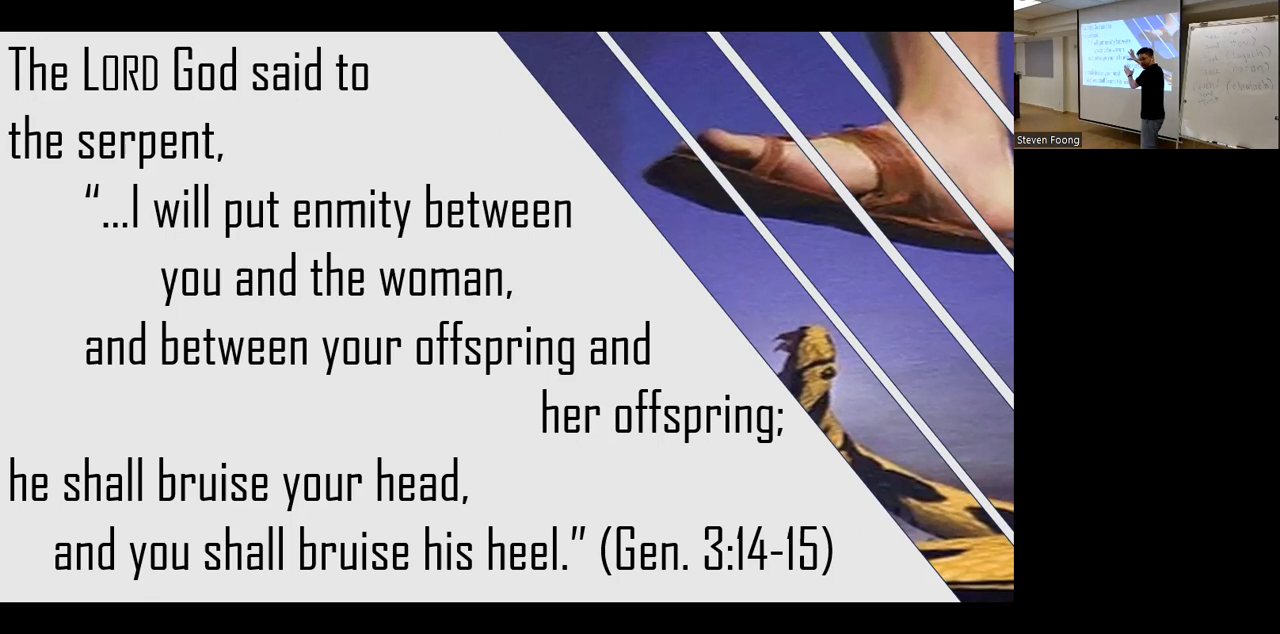 The LORD God said to
the serpent,
“...I will put enmity between
you and the woman,
and between your offspring and
her offspring;
he shall bruise your head,
and you shall bruise his heel.” (Gen. 3:14-15)
Steven Foong